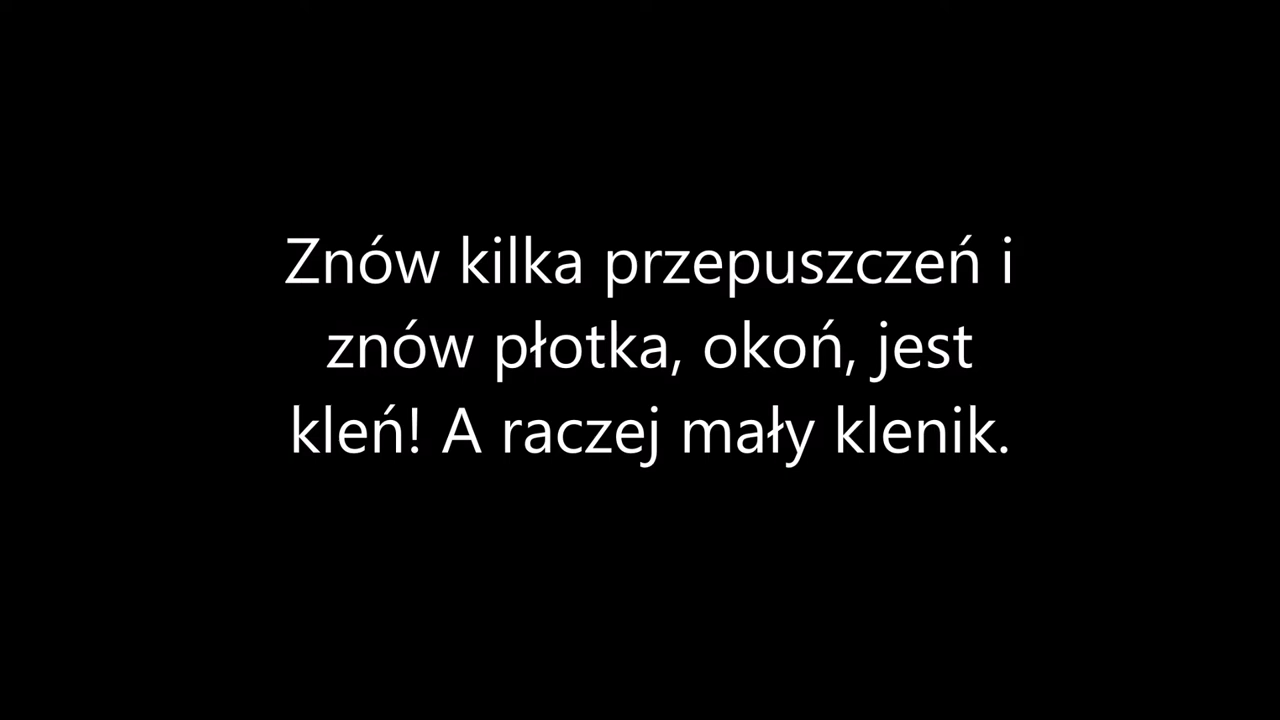 Znów kilka przepuszczeń i
znów płotka, okoń, jest
kleń! A raczej mały klenik.